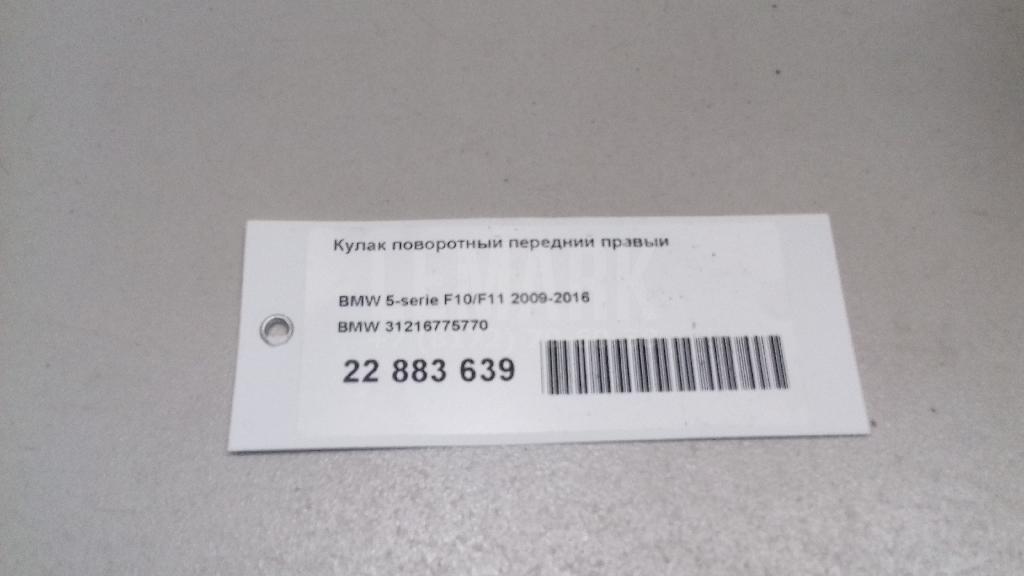 Кулак поворотный передний правый
BMW 5-serie F10/F11 2009-2016
BMW 31216775770
22 883 639